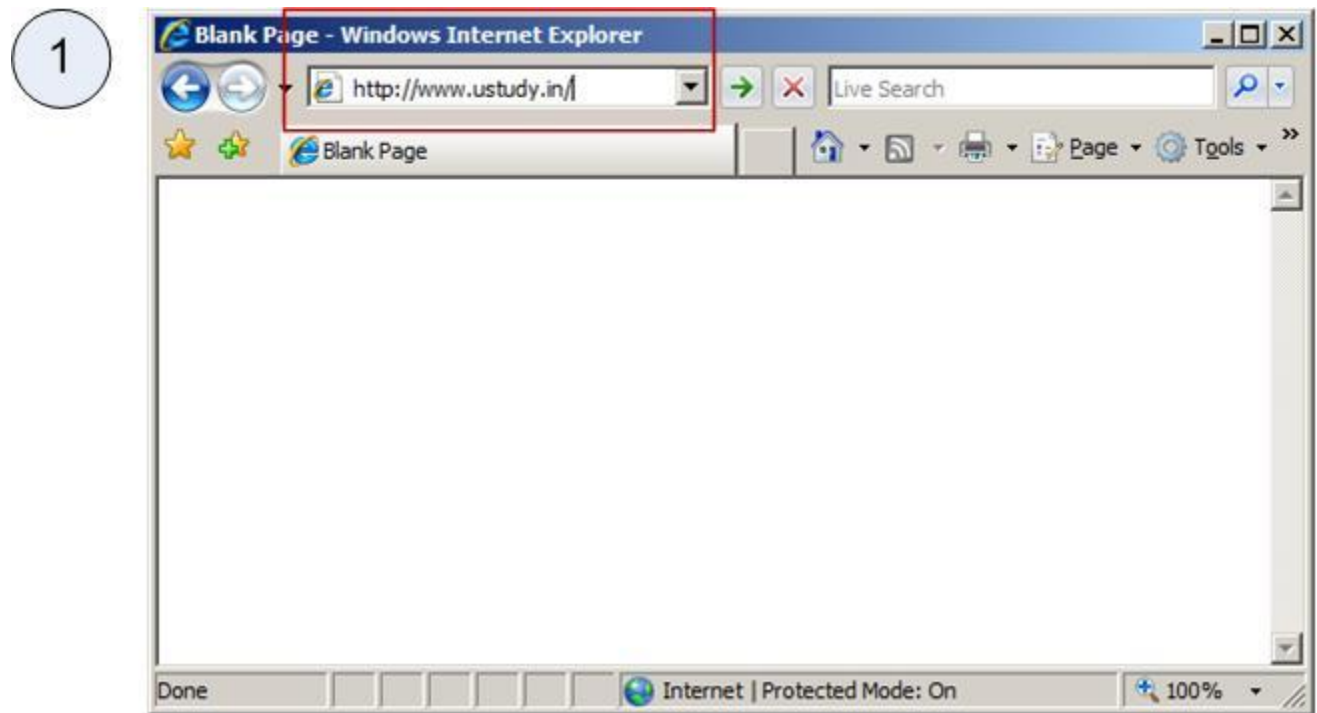 1
Blank Page - Windows Internet Explorer
http://www.ustudy.in/
Live Search
Blank Page
Page
Tools
»
Done
Internet | Protected Mode: On
100%